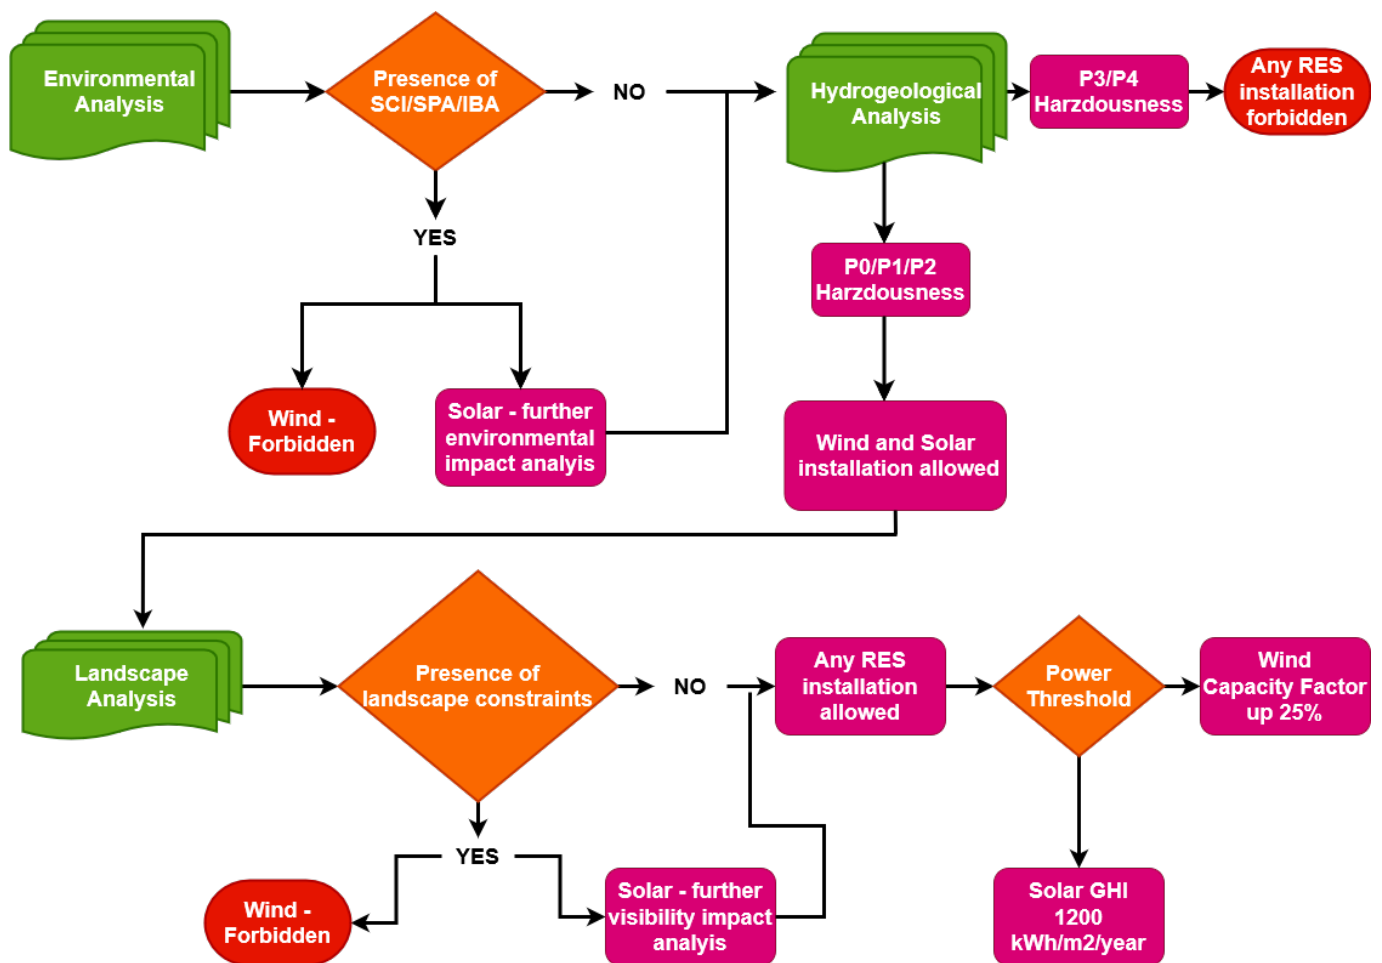 Environmental
Analysis
Presence of
SCI/SPA/IBA
NO
Hydrogeological
Analysis
P3/P4
Harzdousness
Any RES
installation
forbidden
YES
P0/P1/P2
Harzdousness
Wind -
Forbidden
Solar - further
environmental
impact analyis
Wind and Solar
installation allowed
Landscape
Analysis
Presence of
landscape constraints
NO
Any RES
installation
allowed
Power
Threshold
Wind
Capacity Factor
up 25%
YES
Wind -
Forbidden
Solar - further
visibility impact
analyis
Solar GHI
1200
kWh/m2/year